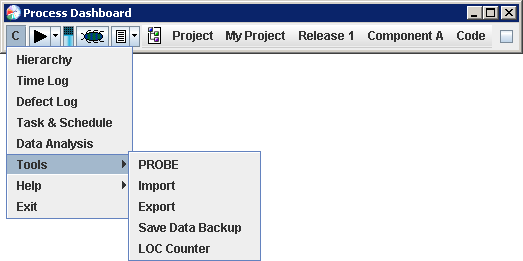 Process Dashboard
C Project My Project Release 1 Component A Code
Hierarchy
Time Log
Defect Log
Task & Schedule
Data Analysis
Tools
Help
Exit
PROBE
Import
Export
Save Data Backup
LOC Counter